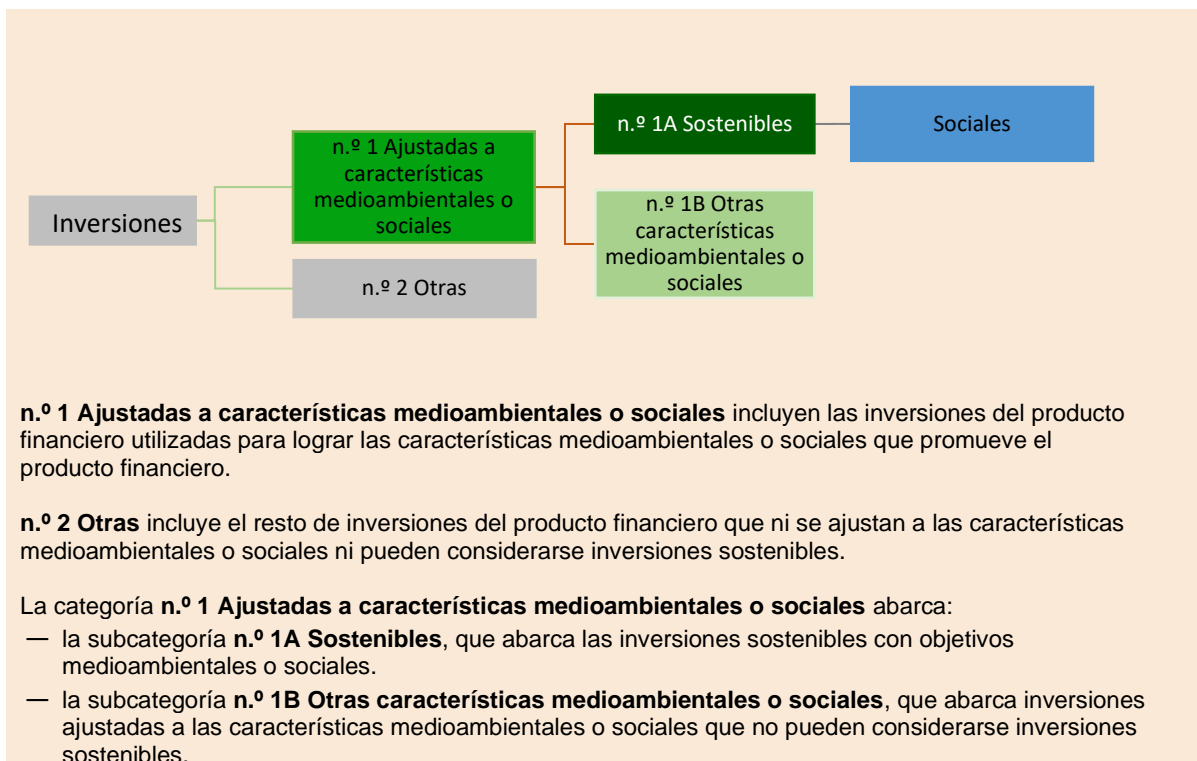 n.º 1A Sostenibles
Sociales
n.º 1 Ajustadas a
características
medioambientales o
sociales
Inversiones
n.º 1B Otras
características
medioambientales o
sociales
n.º 2 Otras
n.º 1 Ajustadas a características medioambientales o sociales incluyen las inversiones del producto
financiero utilizadas para lograr las características medioambientales o sociales que promueve el
producto financiero.
n.º 2 Otras incluye el resto de inversiones del producto financiero que ni se ajustan a las características
medioambientales o sociales ni pueden considerarse inversiones sostenibles.
La categoría n.º 1 Ajustadas a características medioambientales o sociales abarca:
— la subcategoría n.º 1A Sostenibles, que abarca las inversiones sostenibles con objetivos
medioambientales o sociales.
— la subcategoría n.º 1B Otras características medioambientales o sociales, que abarca inversiones
ajustadas a las características medioambientales o sociales que no pueden considerarse inversiones
sostenibles.